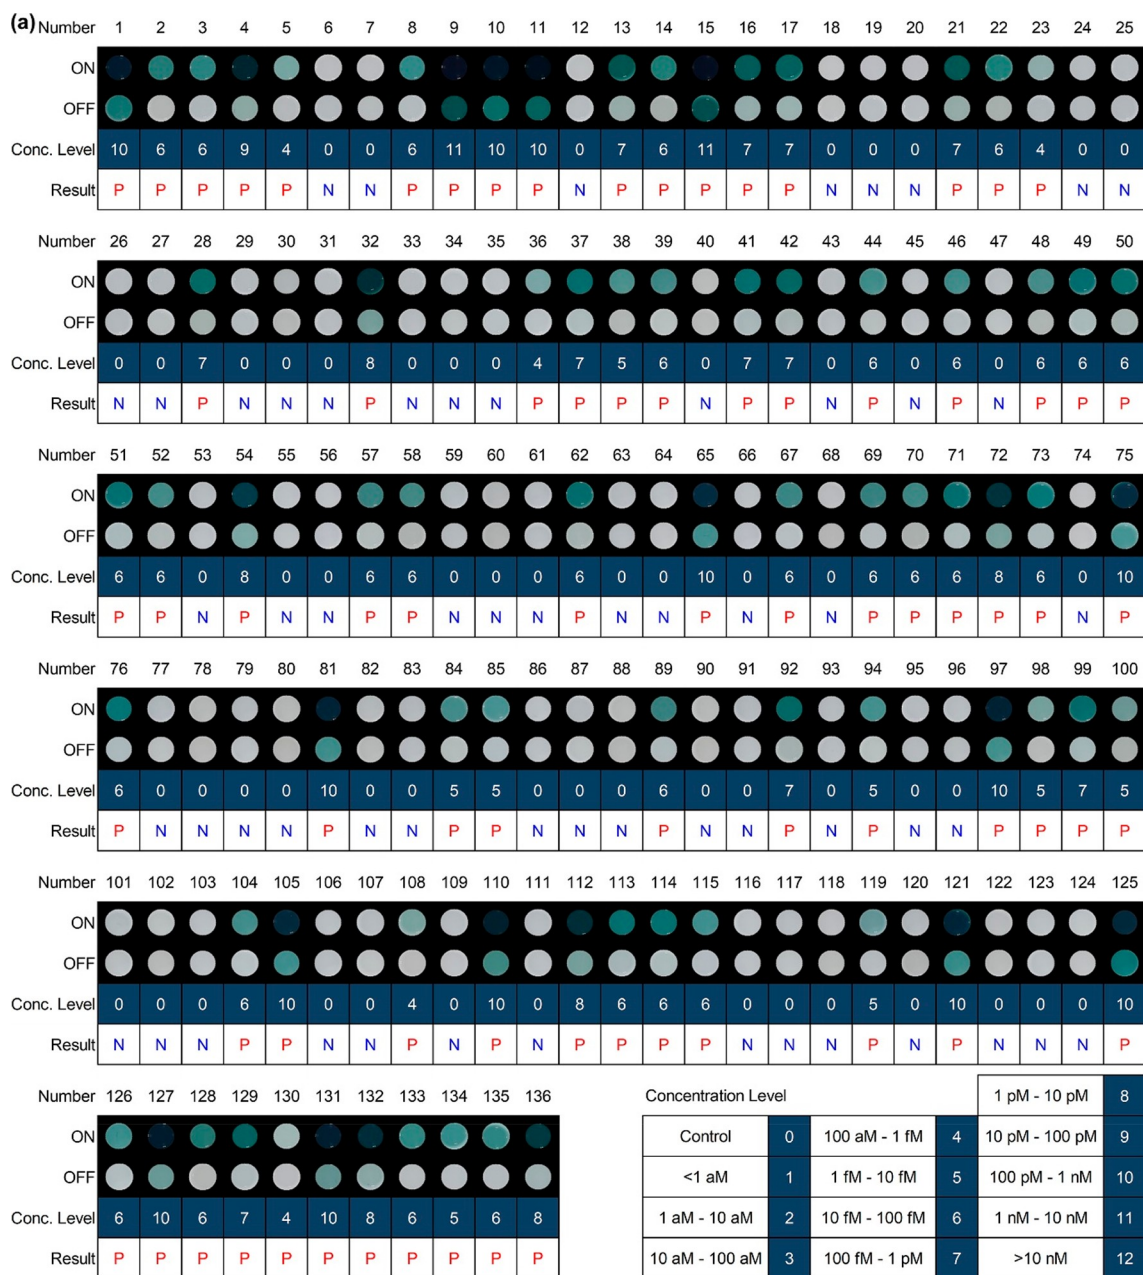 (a) Number 1 2 3 4 5 6 7 8 9 10 11 12 13 14 15 16 17 18 19 20 21 22 23 24 25
ON
OFF
Conc. Level 10 6 6 9 4 0 0 6 11 10 10 0 7 6 11 7 7 0 0 0 7 6 4 0 0
Result P P P P P N N P P P P N P P P P P N N N P P P N N
Number 26 27 28 29 30 31 32 33 34 35 36 37 38 39 40 41 42 43 44 45 46 47 48 49 50
ON
OFF
Conc. Level 0 0 7 0 0 0 8 0 0 0 4 7 5 6 0 7 7 0 6 0 6 0 6 6 6
Result N N P N N N P N N N P P P P N P P N P N P N P P P
Number 51 52 53 54 55 56 57 58 59 60 61 62 63 64 65 66 67 68 69 70 71 72 73 74 75
ON
OFF
Conc. Level 6 6 0 8 0 0 6 6 0 0 0 6 0 0 10 0 6 0 6 6 6 8 6 0 10
Result P P N P N N P P N N N P N N P N P N P P P P P N P
Number 76 77 78 79 80 81 82 83 84 85 86 87 88 89 90 91 92 93 94 95 96 97 98 99 100
ON
OFF
Conc. Level 6 0 0 0 0 10 0 0 5 5 0 0 0 6 0 0 7 0 5 0 0 10 5 7 5
Result P N N N N P N N P P N N N P N N P N P N N P P P P
Number 101 102 103 104 105 106 107 108 109 110 111 112 113 114 115 116 117 118 119 120 121 122 123 124 125
ON
OFF
Conc. Level 0 0 0 6 10 0 0 4 0 10 0 8 6 6 6 0 0 0 5 0 10 0 0 0 10
Result N N N P P N N P N P N P P P P N N N P N P N N N P
Number 126 127 128 129 130 131 132 133 134 135 136
ON
OFF
Conc. Level 6 10 6 7 4 10 8 6 5 6 8
Result P P P P P P P P P P P
Concentration Level 1 pM - 10 pM 8
Control 0 100 aM - 1 fM 4 10 pM - 100 pM 9
<1 aM 1 1 fM - 10 fM 5 100 pM - 1 nM 10
1 aM - 10 aM 2 10 fM - 100 fM 6 1 nM - 10 nM 11
10 aM - 100 aM 3 100 fM - 1 pM 7 >10 nM 12